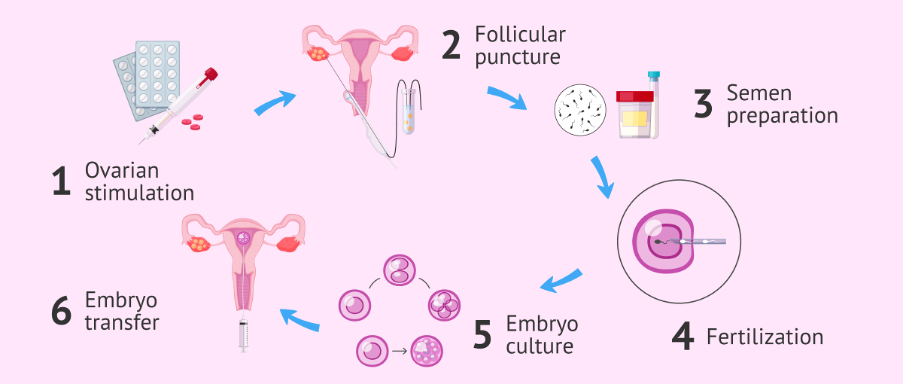 1 Ovarian
stimulation
2 Follicular
puncture
3 Semen
preparation
4 Fertilization
5 Embryo
culture
6 Embryo
transfer